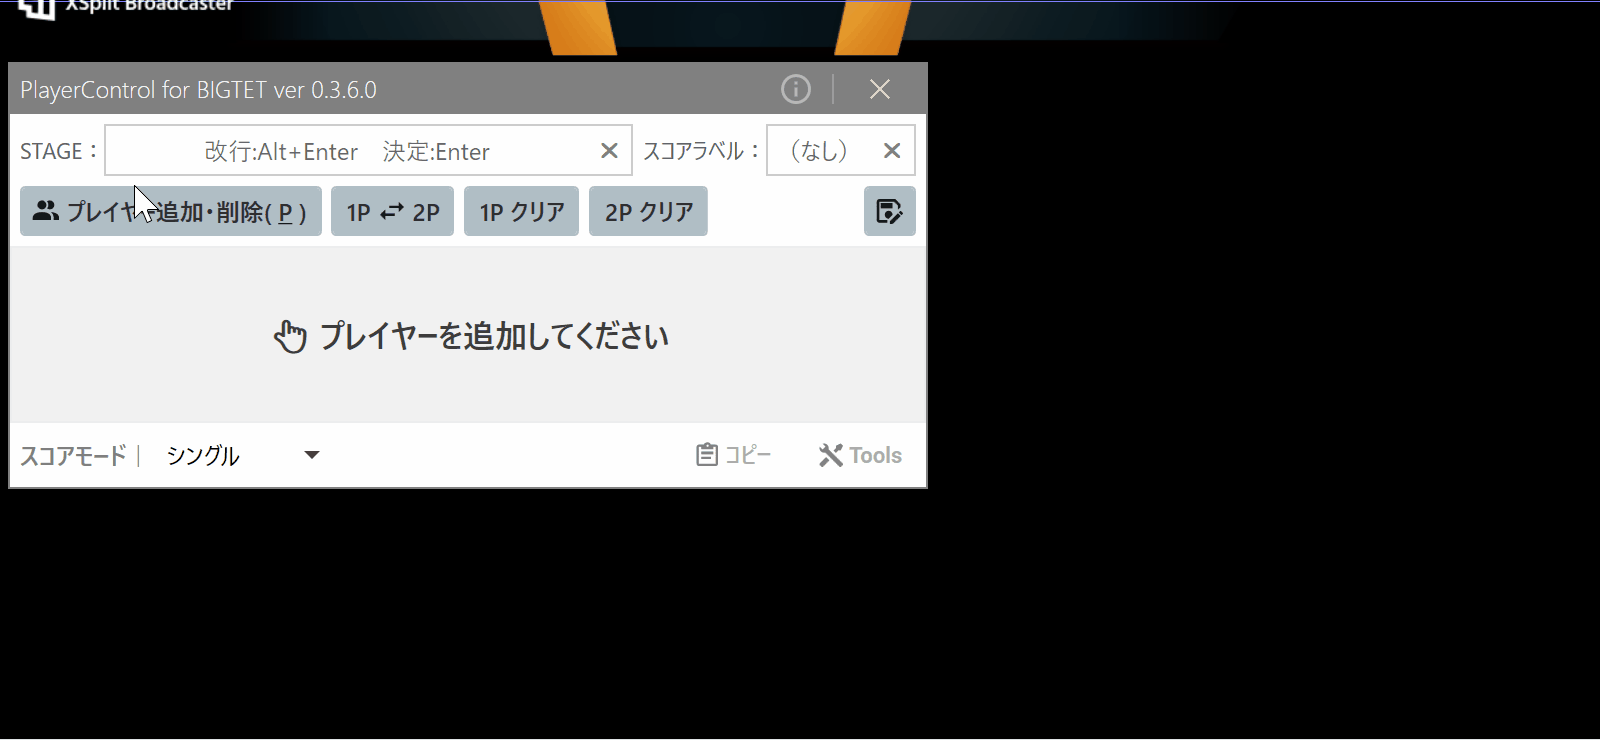 XSplit Broadcaster
PlayerControl for BIGTET ver 0.3.6.0
STAGE： 改行:Alt+Enter　決定:Enter スコアラベル： （なし）
プレイヤー追加・削除( P ) 1P ⇄ 2P 1P クリア 2P クリア
プレイヤーを追加してください
スコアモード | シングル コピー Tools